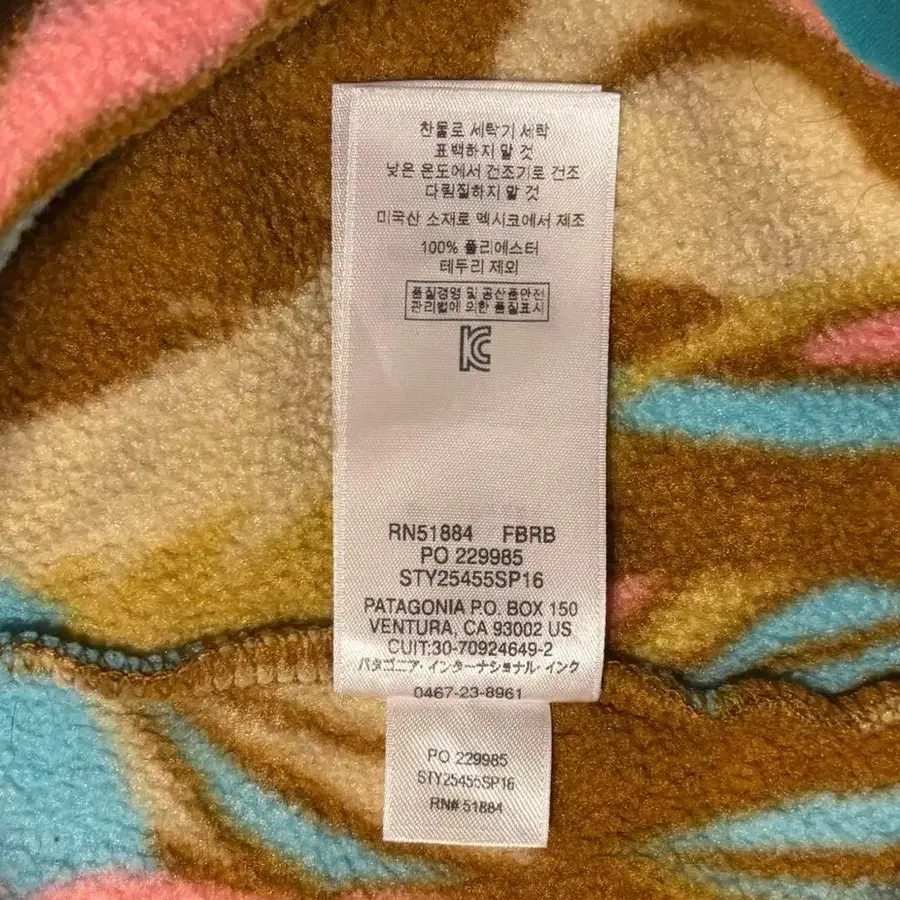 찬물로 세탁기 세탁
표백하지 말 것
낮은 온도에서 건조기로 건조
다림질하지 말 것
미국산 소재로 멕시코에서 제조
100% 폴리에스터
테두리 제외
품질경영 및 공산품안전
관리법에 의한 품질표시
RN51884 FBRB
PO 229985
STY25455SP16
PATAGONIA P.O. BOX 150
VENTURA, CA 93002 US
CUIT:30-70924649-2
パタゴニア・インターナショナル・インク
0467-23-8961
PO 229985
STY25455SP16
RN# 51884